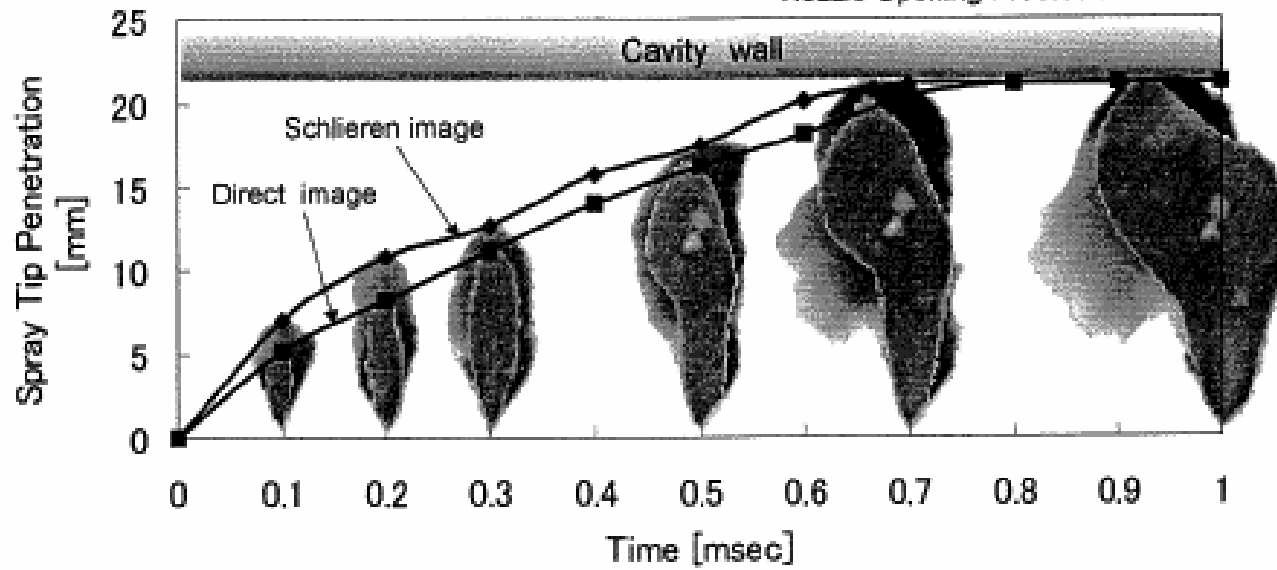 25
20
15
10
5
0
Spray Tip Penetration
[mm]
Cavity wall
Schlieren image
Direct image
0 0.1 0.2 0.3 0.4 0.5 0.6 0.7 0.8 0.9 1
Time [msec]